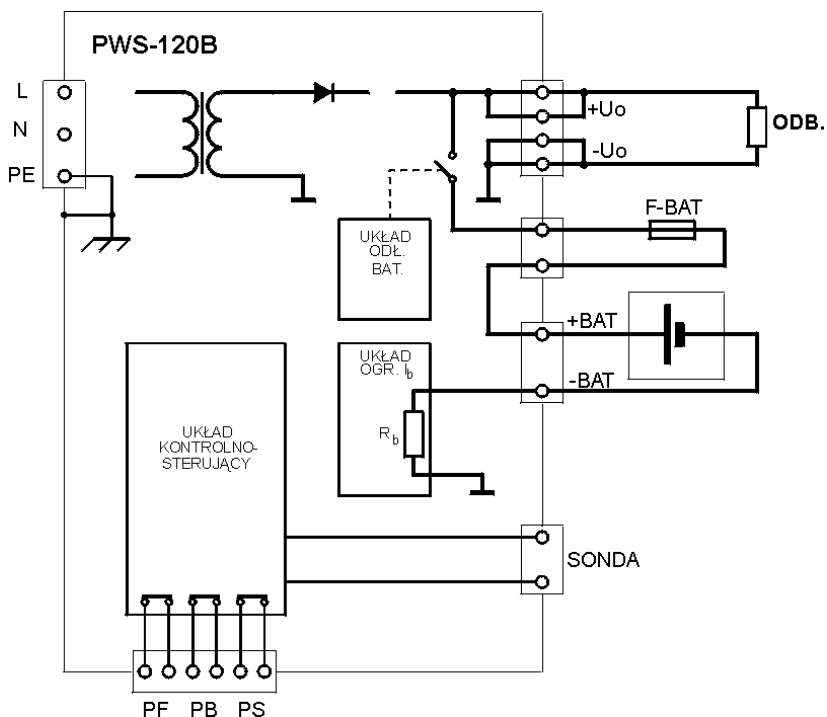 PWS-120B
L
N
PE
+Uo
-Uo
ODB.
UKŁAD
ODŁ.
BAT.
F-BAT
+BAT
-BAT
UKŁAD
OGR. Ib
Rb
UKŁAD
KONTROLNO-
STERUJĄCY
SONDA
PF PB PS